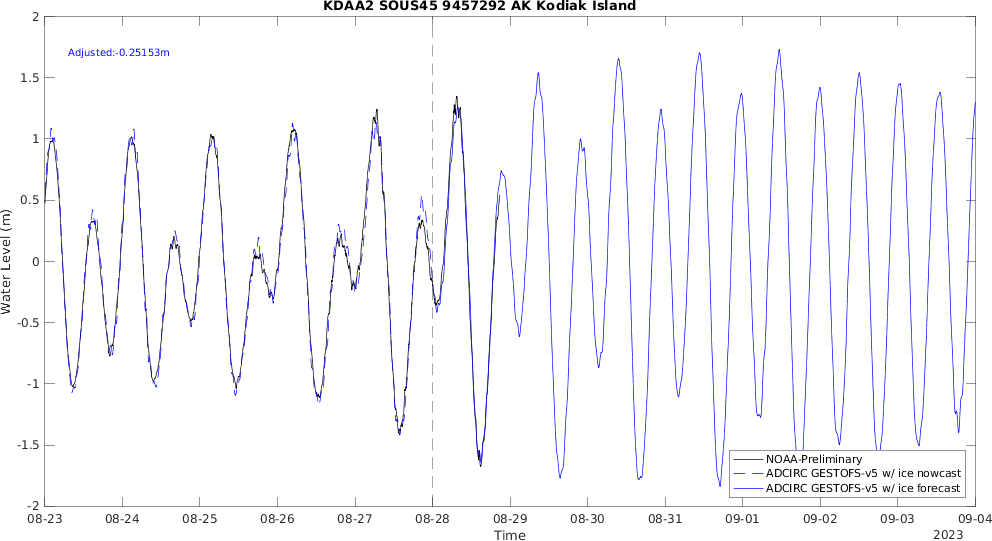 KDAA2 SOUS45 9457292 AK Kodiak Island
Adjusted:-0.25153m
Water Level (m)
2
1.5
1
0.5
0
-0.5
-1
-1.5
-2
NOAA-Preliminary
ADCIRC GESTOFS-v5 w/ ice nowcast
ADCIRC GESTOFS-v5 w/ ice forecast
08-23 08-24 08-25 08-26 08-27 08-28 08-29 08-30 08-31 09-01 09-02 09-03 09-04
Time
2023